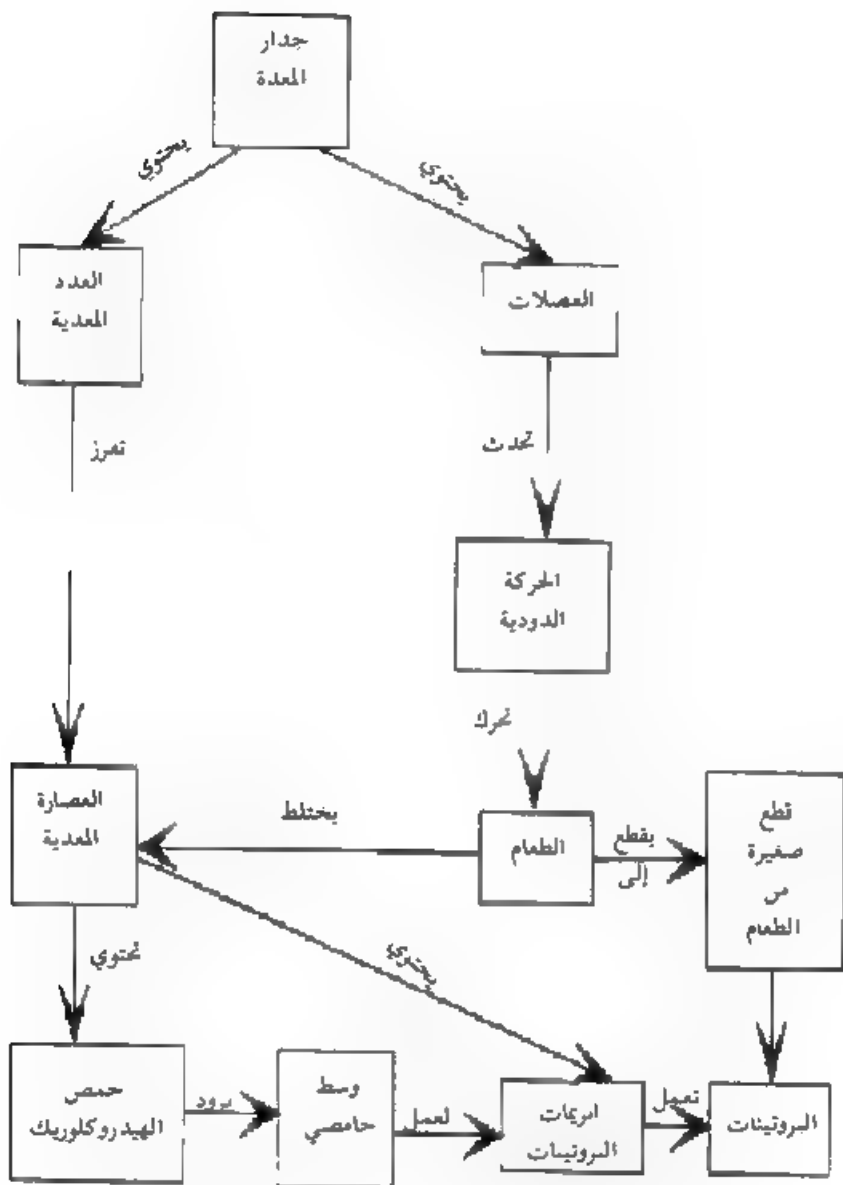 جدار
المعدة
يحتوي
يحتوي
الغدد
المعدية
العضلات
تفرز
تحدث
الحركة
الدودية
تحرك
العصارة
المعدية
يختلط
الطعام
يقطع
إلى
قطع
صغيرة
من
الطعام
تحتوي
يحتوي
حمض
الهيدروكلوريك
يزود
وسط
حامضي
لعمل
انزيمات
البروتينات
تعمل
البروتينات